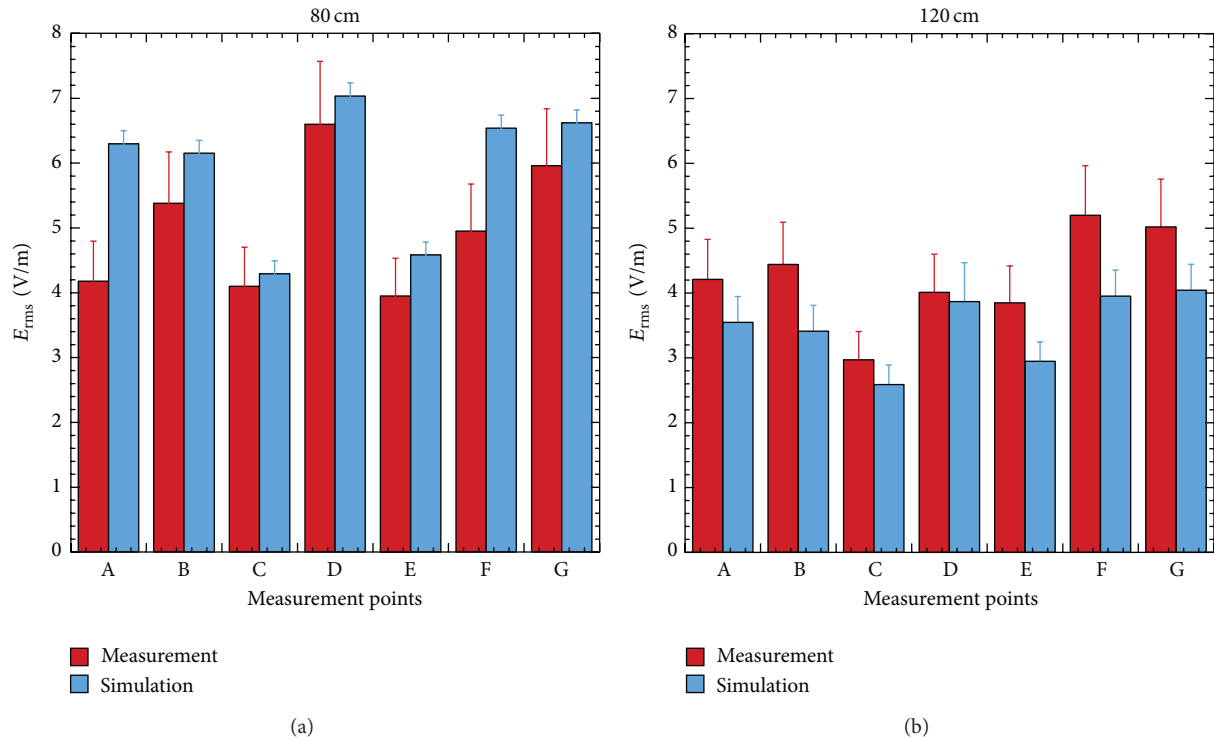 80 cm
8
7
6
5
4
3
2
1
0
E_rms (V/m)
A B C D E F G
Measurement points
Measurement
Simulation
(a)
120 cm
8
7
6
5
4
3
2
1
0
E_rms (V/m)
A B C D E F G
Measurement points
Measurement
Simulation
(b)